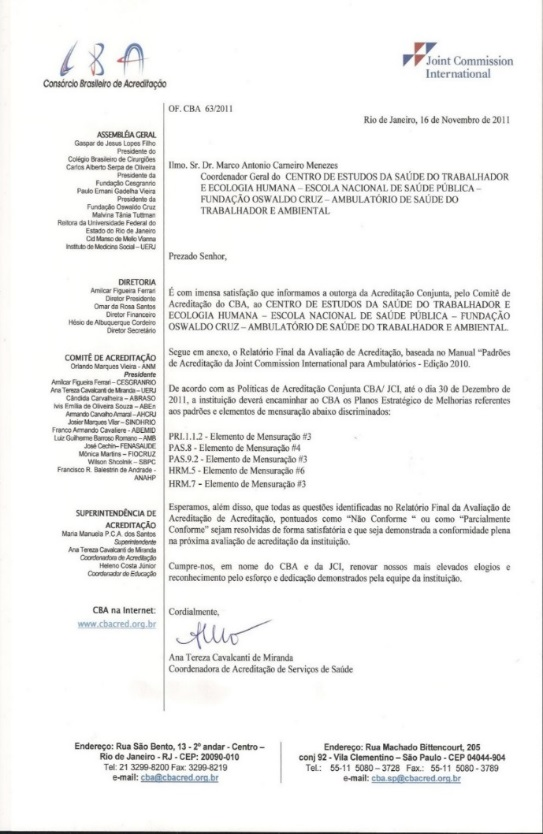 CBA
Consórcio Brasileiro de Acreditação
Joint Commission
International
OF. CBA 63/2011
Rio de Janeiro, 16 de Novembro de 2011
ASSEMBLÉIA GERAL
Gaspar de Jesus Lopes Filho
Presidente do
Colégio Brasileiro de Cirurgiões
Carlos Alberto Serpa de Oliveira
Presidente da
Fundação Cesgranrio
Paulo Ernani Gadelha Vieira
Presidente da
Fundação Oswaldo Cruz
Malvina Tânia Tuttman
Reitora da Universidade Federal do
Estado do Rio de Janeiro
Cid Manso de Mello Vianna
Instituto de Medicina Social – UERJ
DIRETORIA
Amilcar Figueira Ferrari
Diretor Presidente
Omar da Rosa Santos
Diretor Financeiro
Hésio de Albuquerque Cordeiro
Diretor Secretário
COMITÊ DE ACREDITAÇÃO
Orlando Marques Vieira - ANM
Presidente
Amilcar Figueira Ferrari – CESGRANRIO
Ana Tereza Cavalcanti de Miranda – UERJ
Cândida Carvalheira – ABRASO
Ivis Emília de Oliveira Souza – ABEn
Armando Carvalho Amaral – AHCRJ
Josier Marques Vilar - SINDHRIO
Franco Armando Cavaliere - ABEMID
Luiz Guilherme Barroso Romano – AMB
José Cechin– FENASAUDE
Mônica Martins – FIOCRUZ
Wilson Shcolnik – SBPC
Francisco R. Balestrin de Andrade -
ANAHP
SUPERINTENDÊNCIA DE
ACREDITAÇÃO
Maria Manuela P.C.A. dos Santos
Superintendente
Ana Tereza Cavalcanti de Miranda
Coordenadora de Acreditação
Heleno Costa Júnior
Coordenador de Educação
CBA na Internet:
www.cbacred.org.br
Ilmo. Sr. Dr. Marco Antonio Carneiro Menezes
Coordenador Geral do CENTRO DE ESTUDOS DA SAÚDE DO TRABALHADOR
E ECOLOGIA HUMANA – ESCOLA NACIONAL DE SAÚDE PÚBLICA –
FUNDAÇÃO OSWALDO CRUZ – AMBULATÓRIO DE SAÚDE DO
TRABALHADOR E AMBIENTAL
Prezado Senhor,
É com imensa satisfação que informamos a outorga da Acreditação Conjunta, pelo Comitê de
Acreditação do CBA, ao CENTRO DE ESTUDOS DA SAÚDE DO TRABALHADOR E
ECOLOGIA HUMANA – ESCOLA NACIONAL DE SAÚDE PÚBLICA – FUNDAÇÃO
OSWALDO CRUZ – AMBULATÓRIO DE SAÚDE DO TRABALHADOR E AMBIENTAL.
Segue em anexo, o Relatório Final da Avaliação de Acreditação, baseada no Manual "Padrões
de Acreditação da Joint Commission International para Ambulatórios - Edição 2010.
De acordo com as Políticas de Acreditação Conjunta CBA/ JCI, até o dia 30 de Dezembro de
2011, a instituição deverá encaminhar ao CBA os Planos Estratégico de Melhorias referentes
aos padrões e elementos de mensuração abaixo discriminados:
PRI.1.1.2 - Elemento de Mensuração #3
PAS.8 - Elemento de Mensuração #4
PAS.9.2 – Elemento de Mensuração #3
HRM.5 - Elemento de Mensuração #6
HRM.7 – Elemento de Mensuração #3
Esperamos, além disso, que todas as questões identificadas no Relatório Final da Avaliação de
Acreditação de Acreditação, pontuados como "Não Conforme " ou como "Parcialmente
Conforme" sejam resolvidas de forma satisfatória e que seja demonstrada a conformidade plena
na próxima avaliação de acreditação da instituição.
Cumpre-nos, em nome do CBA e da JCI, renovar nossos mais elevados elogios e
reconhecimento pelo esforço e dedicação demonstrados pela equipe da instituição.
Cordialmente,
Ana Tereza Cavalcanti de Miranda
Coordenadora de Acreditação de Serviços de Saúde
Endereço: Rua São Bento, 13 - 2º andar - Centro –
Rio de Janeiro - RJ - CEP: 20090-010
Tel: 21 3299-8200 Fax: 3299-8219
e-mail: cba@cbacred.org.br
Endereço: Rua Machado Bittencourt, 205
conj 92 - Vila Clementino – São Paulo - CEP 04044-904
Tel.: 55-11 5080 – 3728 Fax.: 55-11 5080 - 3789
e-mail: cba.sp@cbacred.org.br